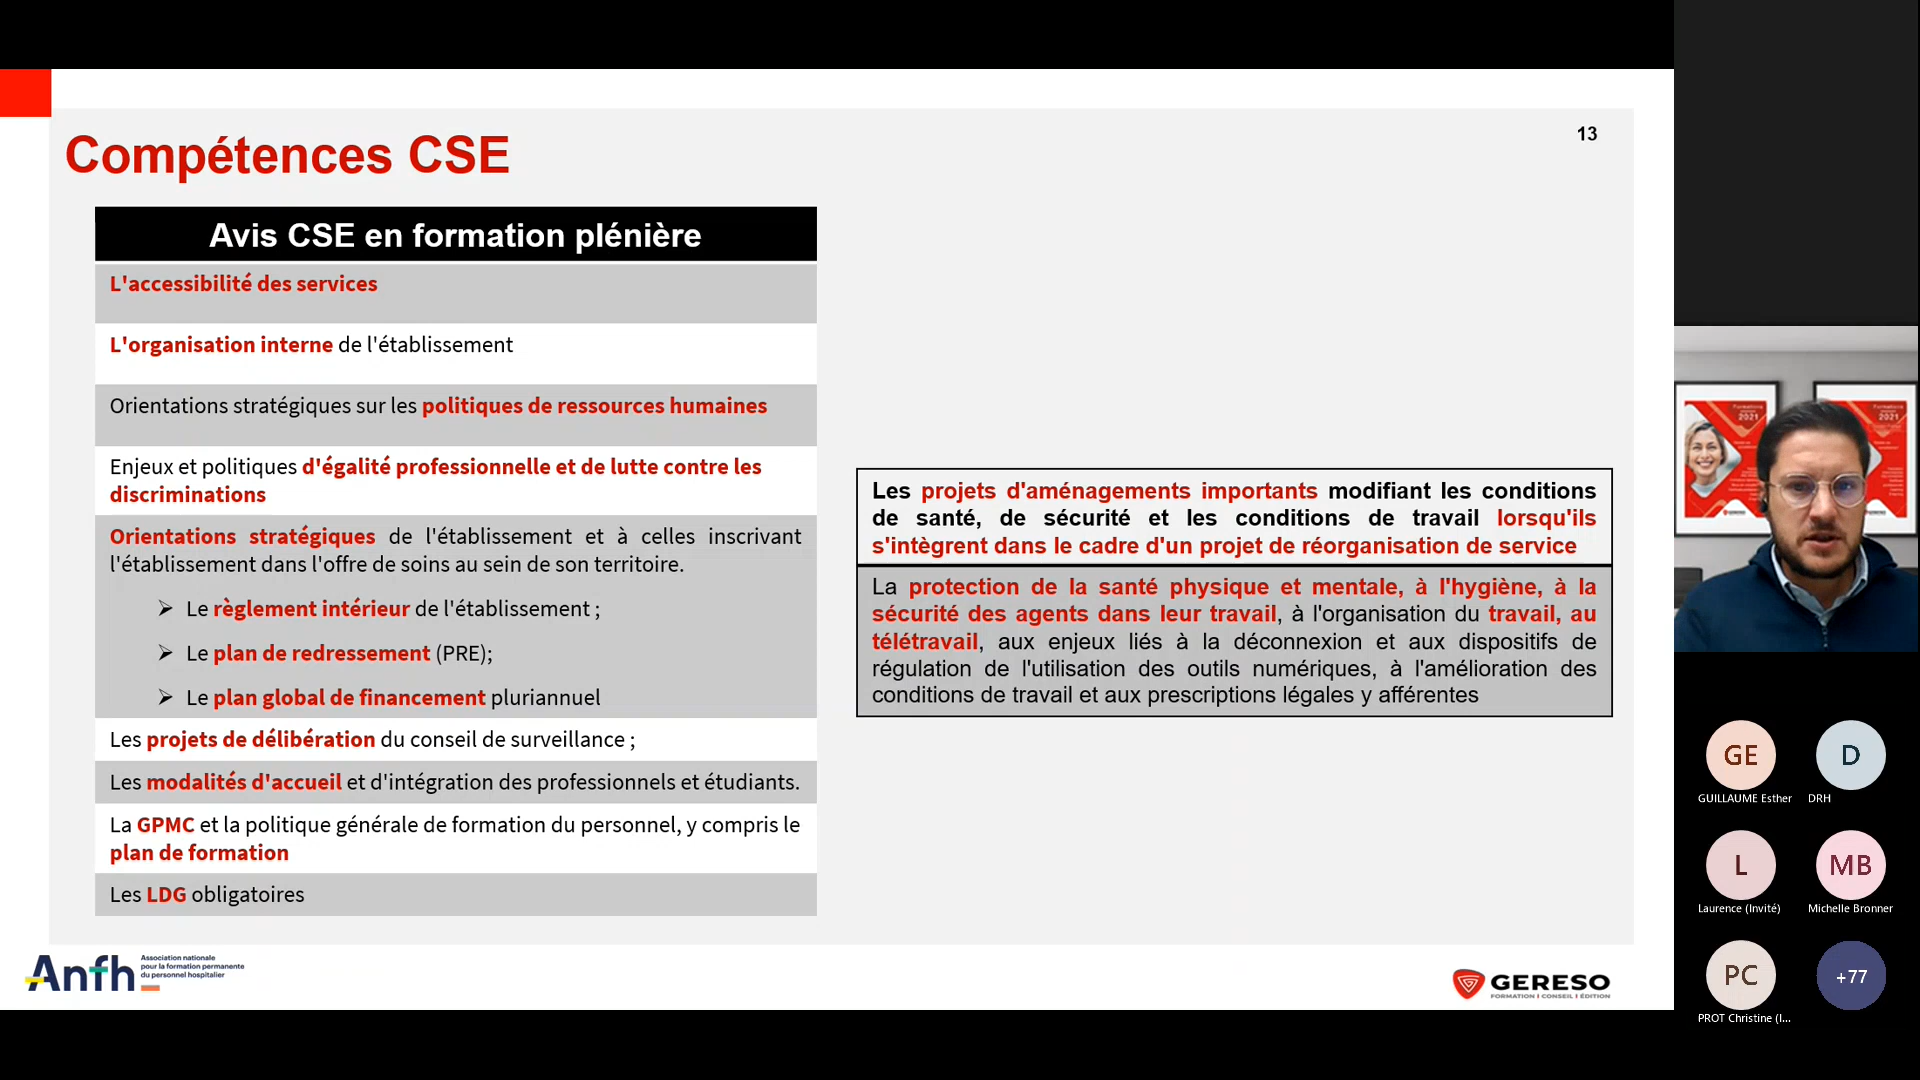 13
Compétences CSE
Avis CSE en formation plénière
L'accessibilité des services
L'organisation interne de l'établissement
Orientations stratégiques sur les politiques de ressources humaines
Enjeux et politiques d'égalité professionnelle et de lutte contre les
discriminations
Orientations stratégiques de l'établissement et à celles inscrivant
l'établissement dans l'offre de soins au sein de son territoire.
➢ Le règlement intérieur de l'établissement ;
➢ Le plan de redressement (PRE);
➢ Le plan global de financement pluriannuel
Les projets de délibération du conseil de surveillance ;
Les modalités d'accueil et d'intégration des professionnels et étudiants.
La GPMC et la politique générale de formation du personnel, y compris le
plan de formation
Les LDG obligatoires
Les projets d'aménagements importants modifiant les conditions
de santé, de sécurité et les conditions de travail lorsqu'ils
s'intègrent dans le cadre d'un projet de réorganisation de service
La protection de la santé physique et mentale, à l'hygiène, à la
sécurité des agents dans leur travail, à l'organisation du travail, au
télétravail, aux enjeux liés à la déconnexion et aux dispositifs de
régulation de l'utilisation des outils numériques, à l'amélioration des
conditions de travail et aux prescriptions légales y afférentes
Anfh
Association nationale
pour la formation permanente
du personnel hospitalier
GERESO
FORMATION I CONSEIL I ÉDITION
2021
2021
GE
GUILLAUME Esther
D
DRH
L
Laurence (Invité)
MB
Michelle Bronner
PC
PROT Christine (I...
+77